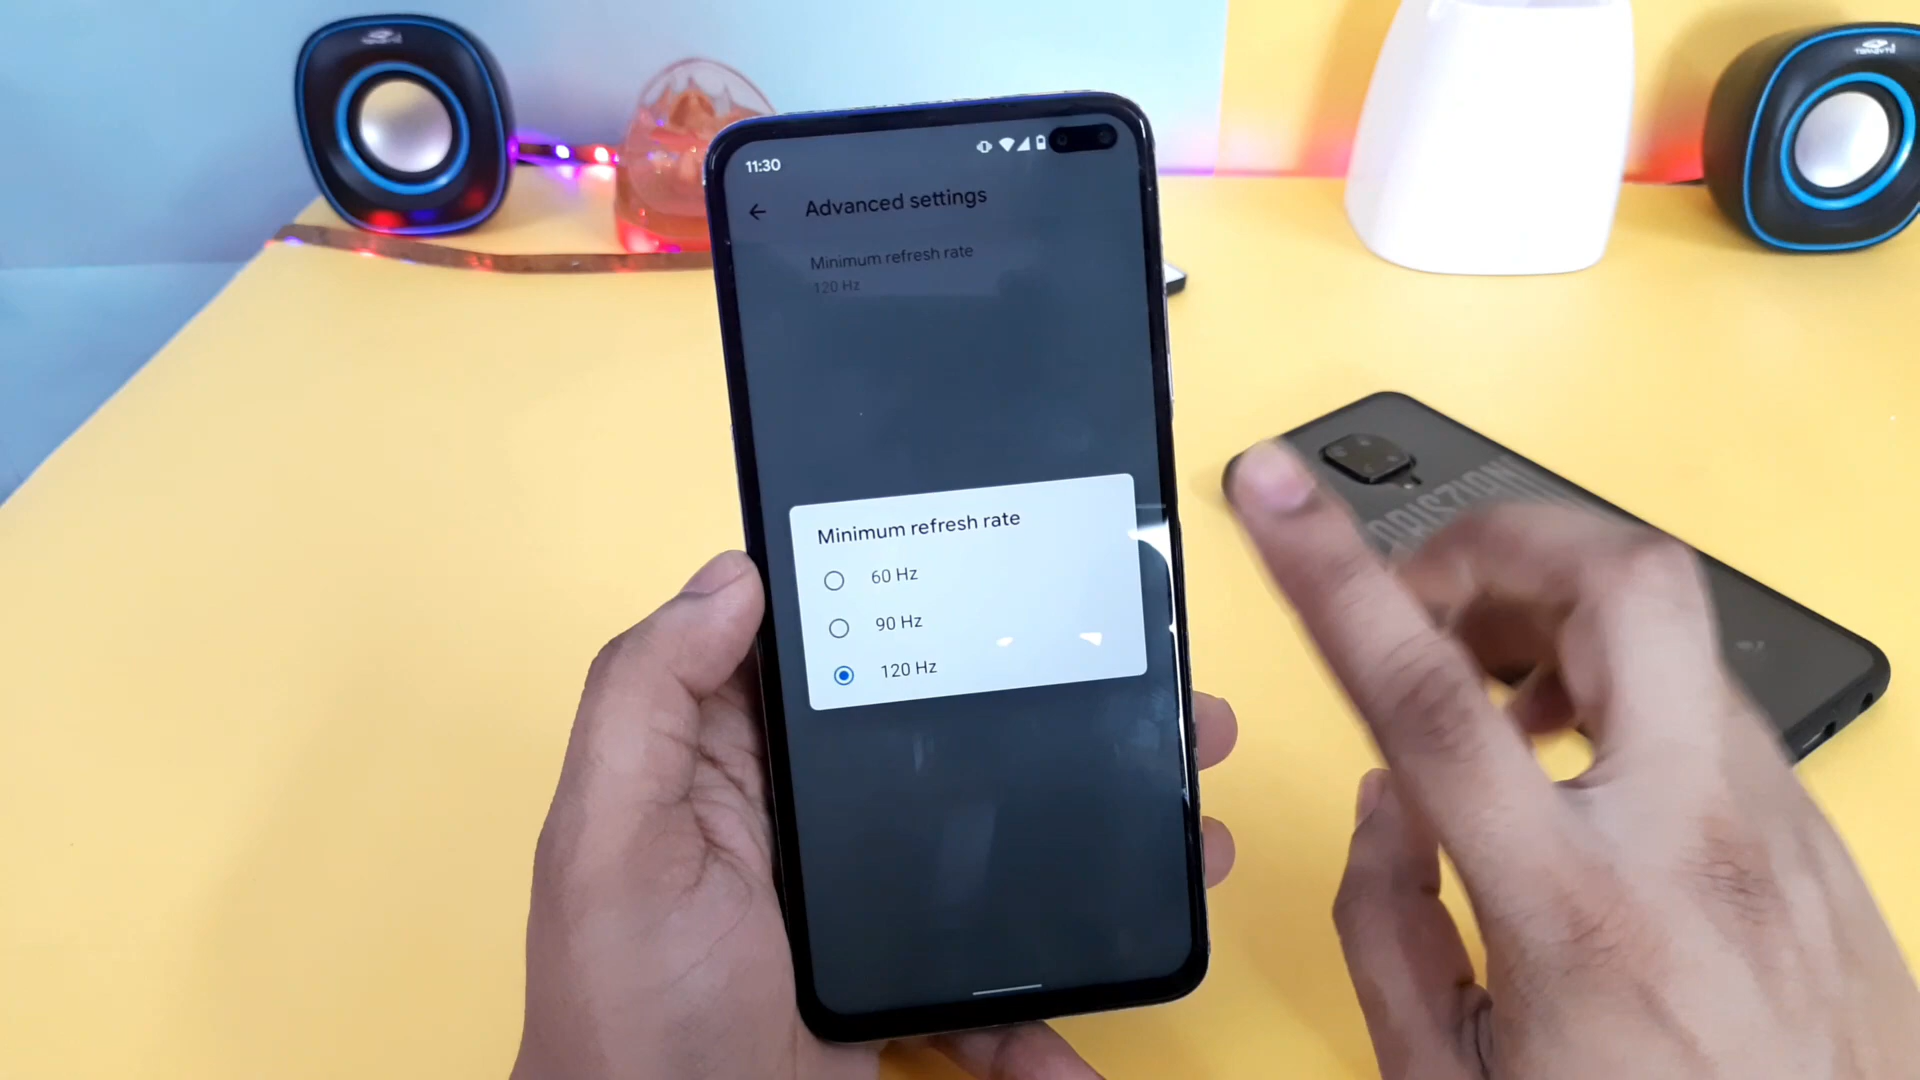 11:30
Advanced settings
Minimum refresh rate
120 Hz
Minimum refresh rate
60 Hz
90 Hz
120 Hz